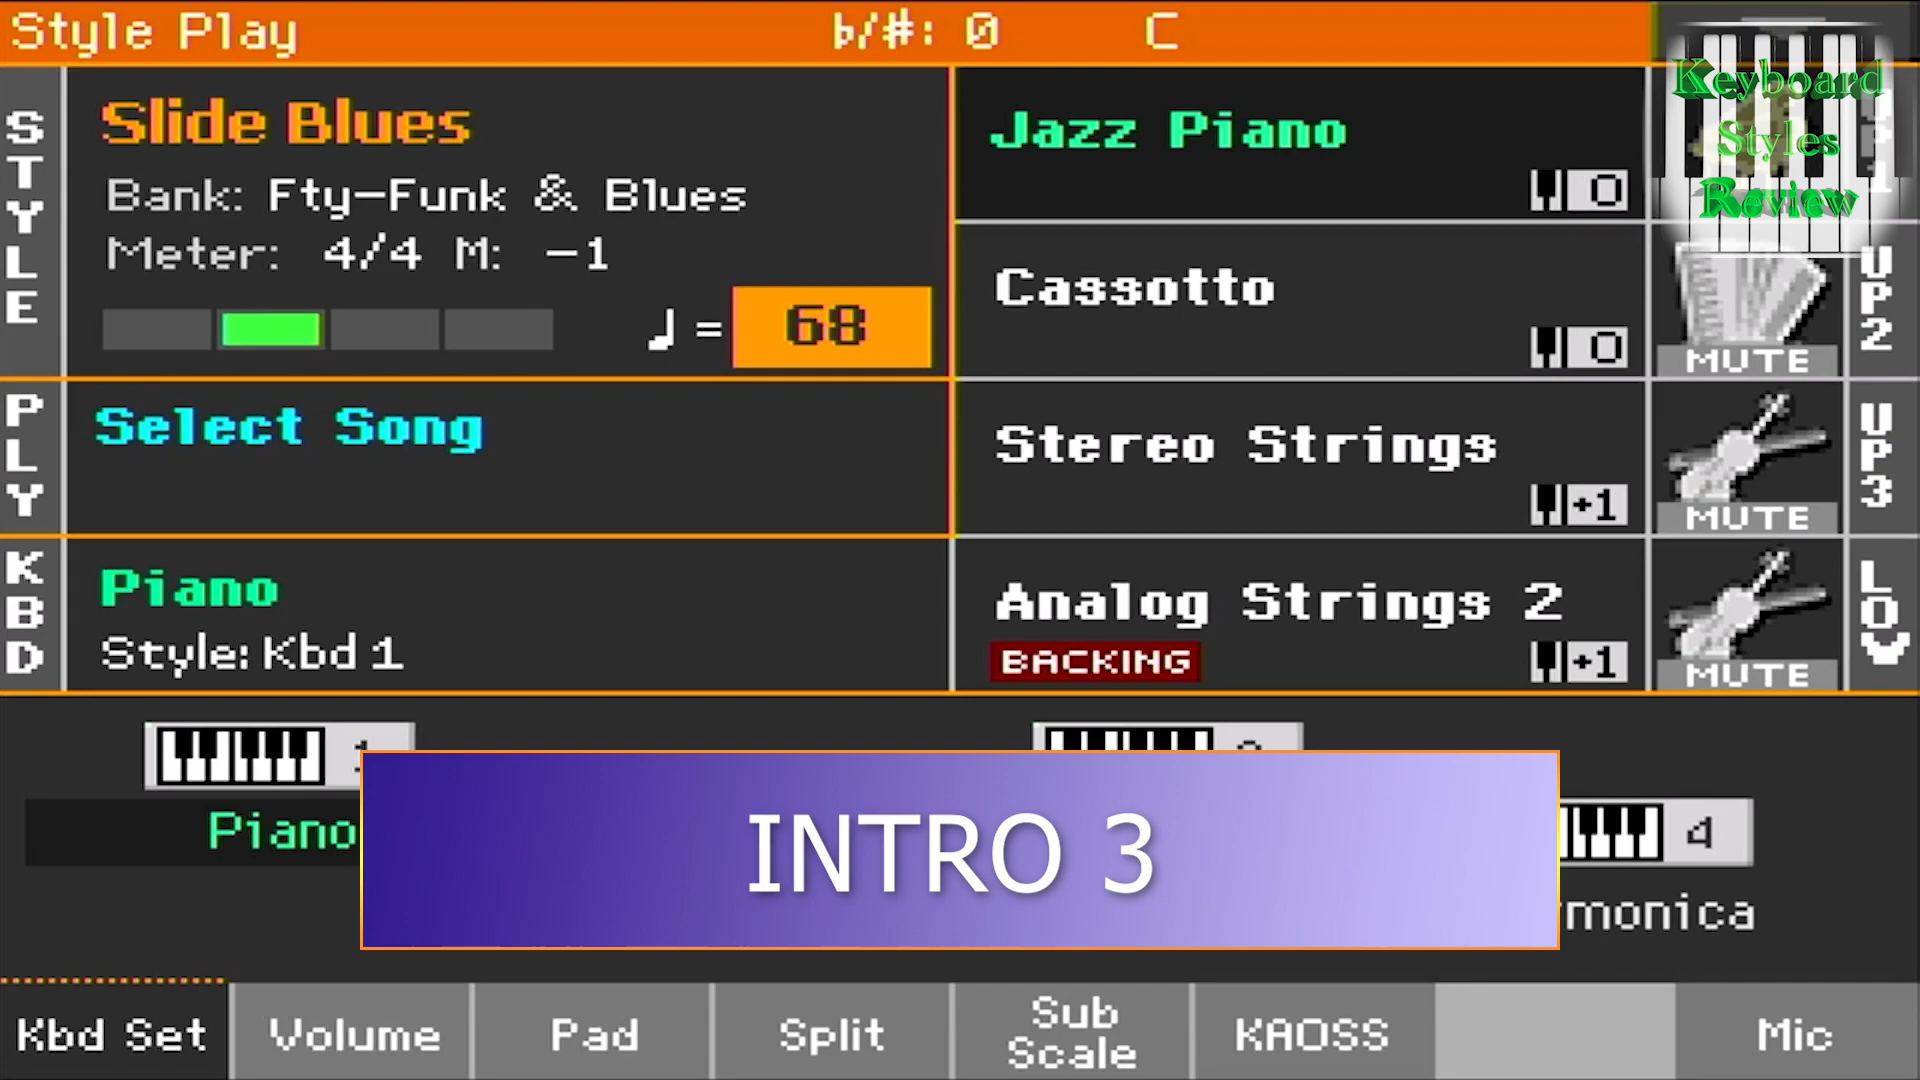 Style Play
♭/#: 0
C
Keyboard
Styles
Review
STYLE
Slide Blues
Bank: Fty-Funk & Blues
Meter: 4/4 M: -1
♩ = 68
Jazz Piano
0
Cassotto
0
MUTE
UP2
PLY
Select Song
Stereo Strings
+1
MUTE
UP3
KBD
Piano
Style: Kbd 1
Analog Strings 2
BACKING
+1
MUTE
LOW
Piano
INTRO 3
4
Kbd Set
Volume
Pad
Split
Sub
Scale
KAOSS
Mic